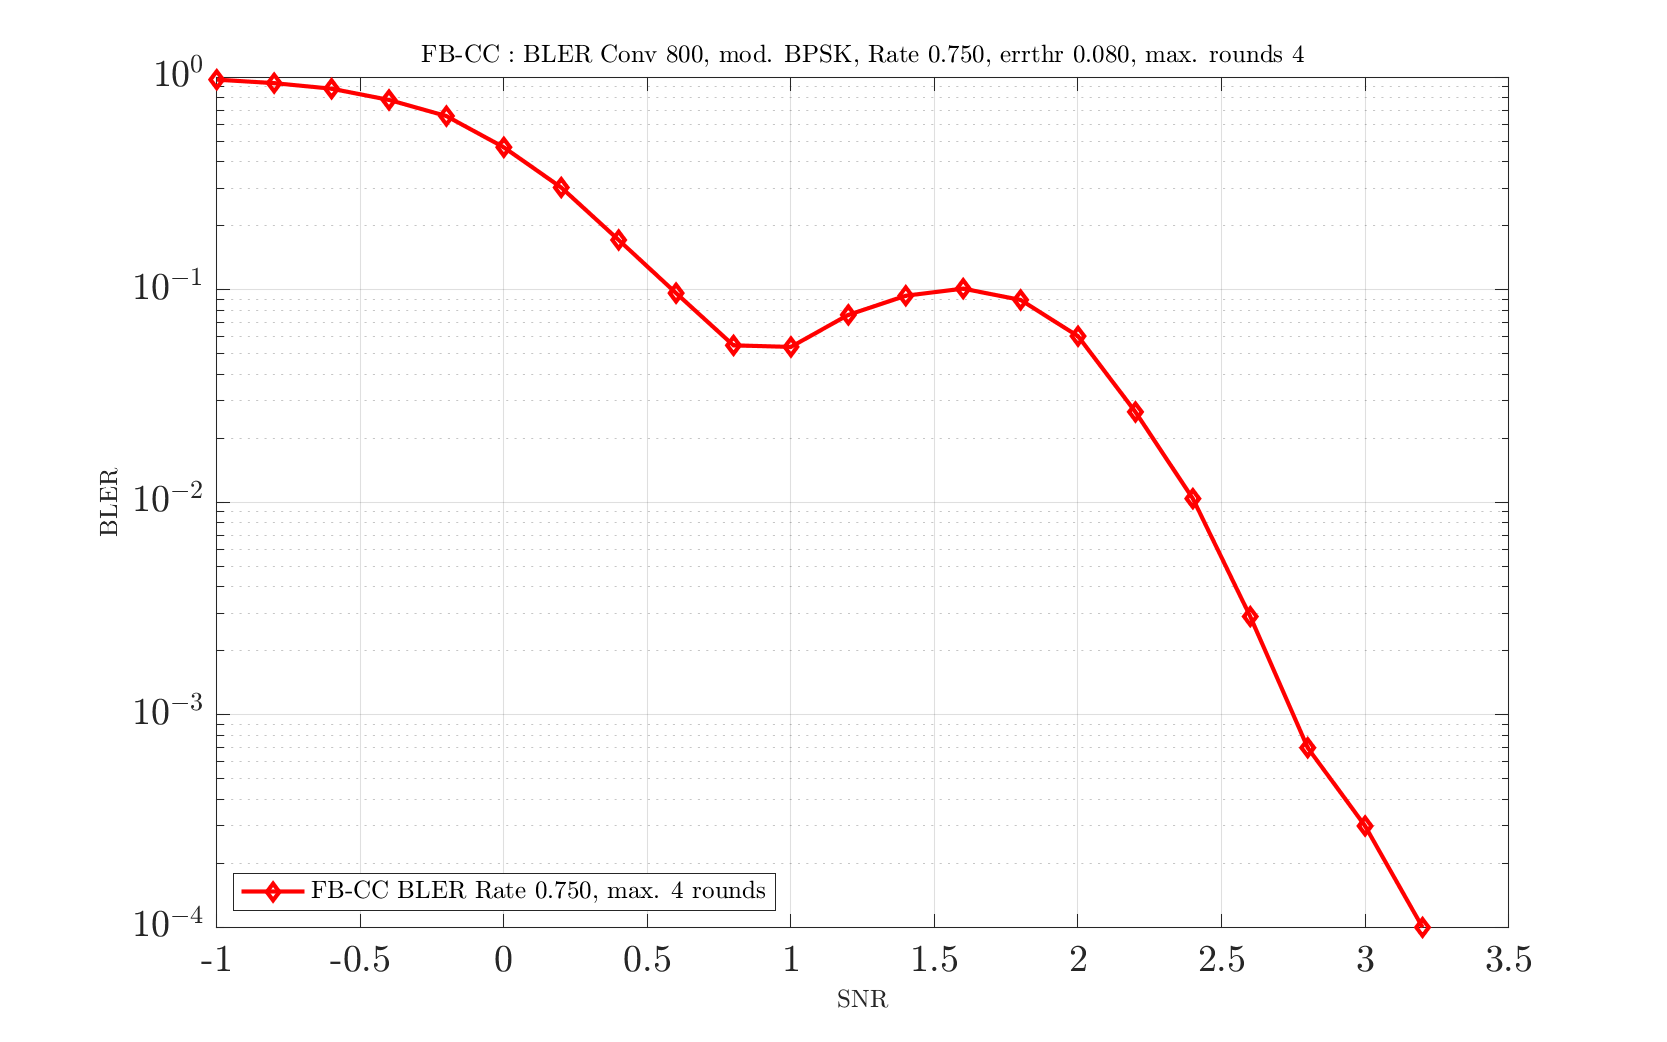 FB-CC : BLER Conv 800, mod. BPSK, Rate 0.750, errthr 0.080, max. rounds 4
10^0
10^{-1}
10^{-2}
10^{-3}
10^{-4}
BLER
FB-CC BLER Rate 0.750, max. 4 rounds
-1 -0.5 0 0.5 1 1.5 2 2.5 3 3.5
SNR